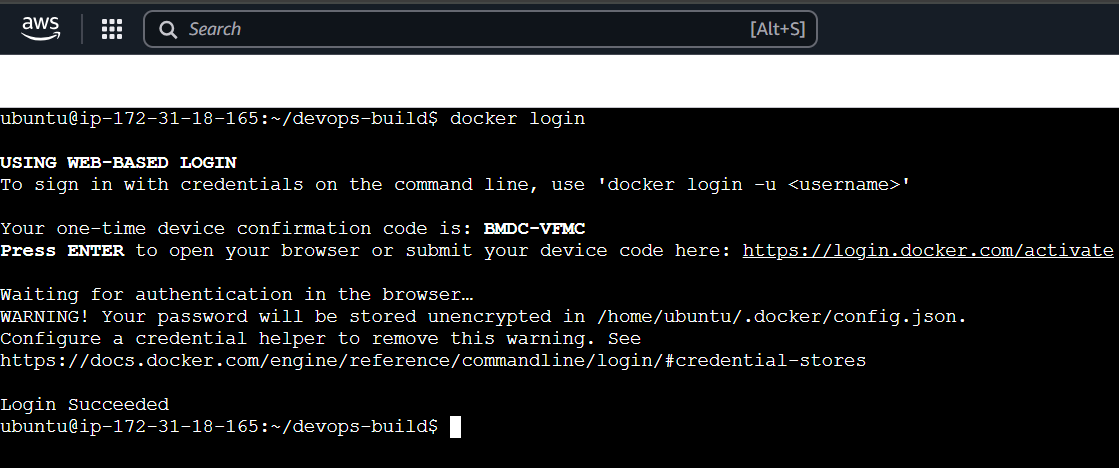 aws
Search [Alt+S]
ubuntu@ip-172-31-18-165:~/devops-build$ docker login
USING WEB-BASED LOGIN
To sign in with credentials on the command line, use 'docker login -u <username>'
Your one-time device confirmation code is: BMDC-VFMC
Press ENTER to open your browser or submit your device code here: https://login.docker.com/activate
Waiting for authentication in the browser…
WARNING! Your password will be stored unencrypted in /home/ubuntu/.docker/config.json.
Configure a credential helper to remove this warning. See
https://docs.docker.com/engine/reference/commandline/login/#credential-stores
Login Succeeded
ubuntu@ip-172-31-18-165:~/devops-build$